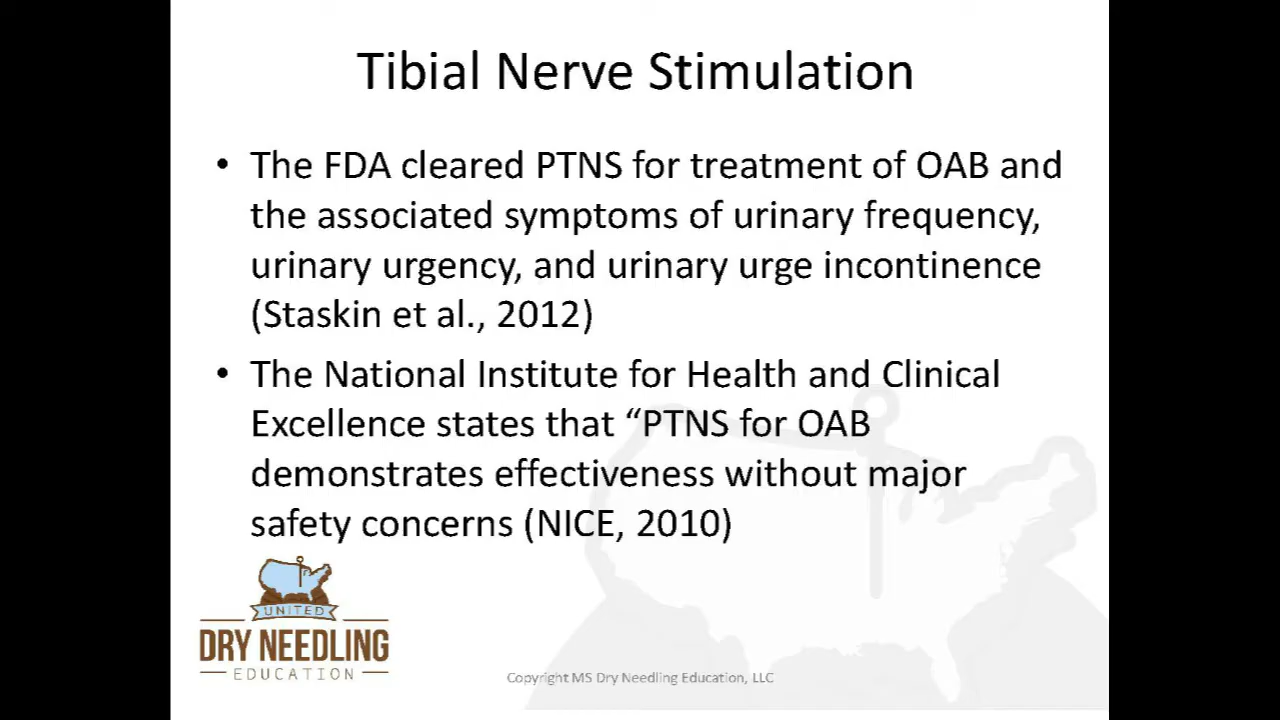 Tibial Nerve Stimulation
• The FDA cleared PTNS for treatment of OAB and
the associated symptoms of urinary frequency,
urinary urgency, and urinary urge incontinence
(Staskin et al., 2012)
• The National Institute for Health and Clinical
Excellence states that “PTNS for OAB
demonstrates effectiveness without major
safety concerns (NICE, 2010)
UNITED
DRY NEEDLING
EDUCATION
Copyright MS Dry Needling Education, LLC